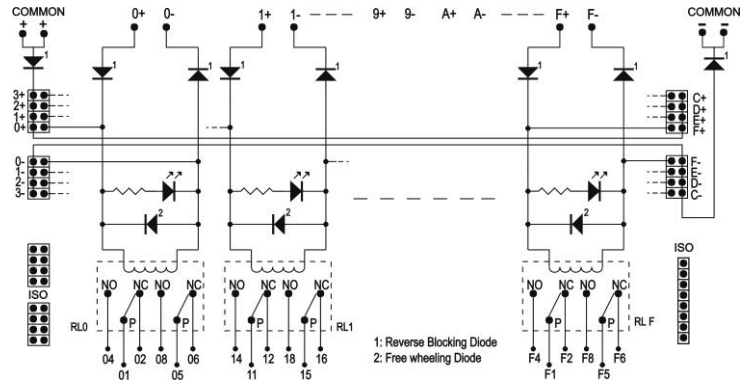 COMMON 0+ 0- 1+ 1- 9+ 9- A+ A- F+ F- COMMON
+ + - -
1 1 1 1 1 1 1 1
3+ C+
2+ D+
1+ E+
0+ F+
0- F-
1- E-
2- D-
3- C-
2 2 2
ISO ISO
NO NC NO NC NO NC NO NC NO NC NO NC
P P P P P P
RL0 RL1 RL F
04 02 08 06 14 12 18 16 F4 F2 F8 F6
01 05 11 15 F1 F5
1: Reverse Blocking Diode
2: Free wheeling Diode